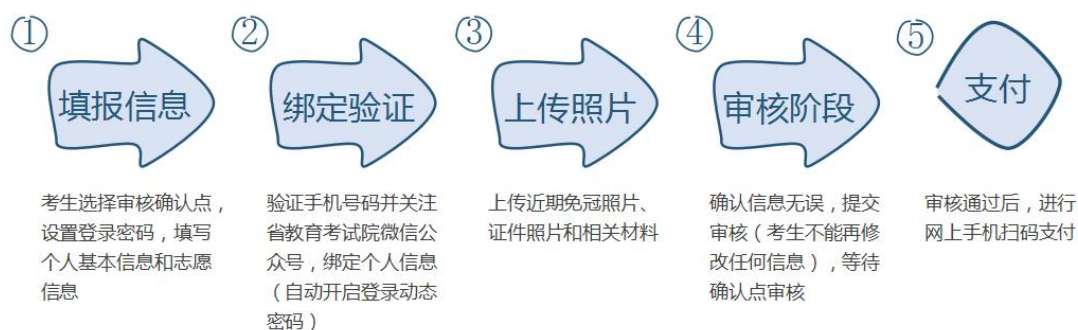 ①
填报信息
考生选择审核确认点，
设置登录密码，填写
个人基本信息和志愿
信息
②
绑定验证
验证手机号码并关注
省教育考试院微信公
众号，绑定个人信息
（自动开启登录动态
密码）
③
上传照片
上传近期免冠照片、
证件照片和相关材料
④
审核阶段
确认信息无误，提交
审核（考生不能再修
改任何信息），等待
确认点审核
⑤
支付
审核通过后，进行
网上手机扫码支付